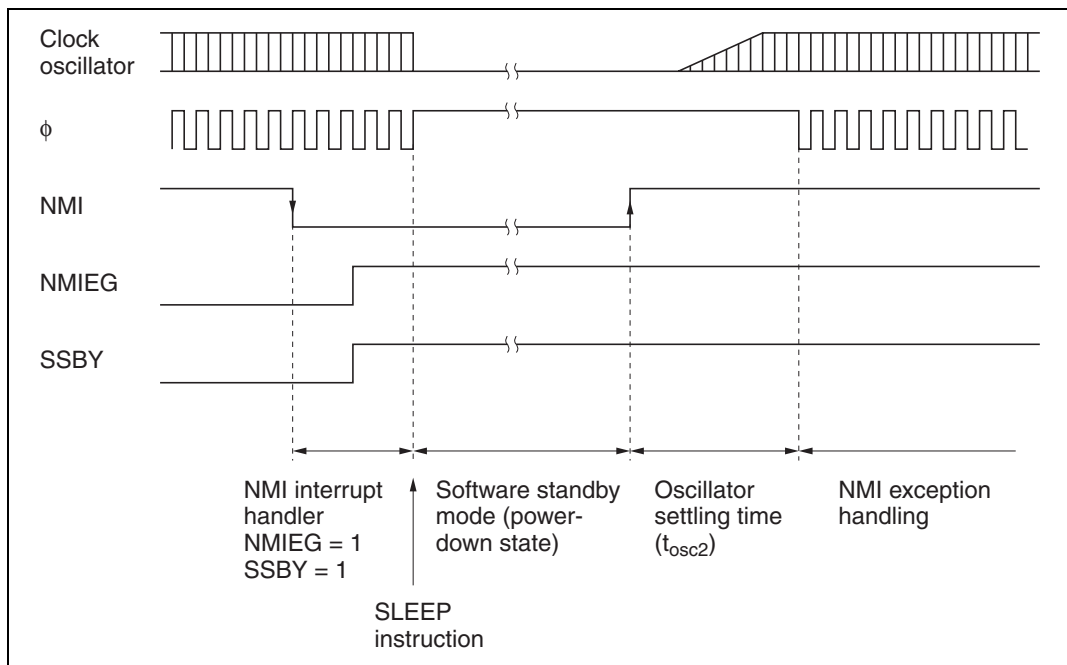 Clock
oscillator
ϕ
NMI
NMIEG
SSBY
NMI interrupt
handler
NMIEG = 1
SSBY = 1
Software standby
mode (power-
down state)
Oscillator
settling time
(tosc2)
NMI exception
handling
SLEEP
instruction